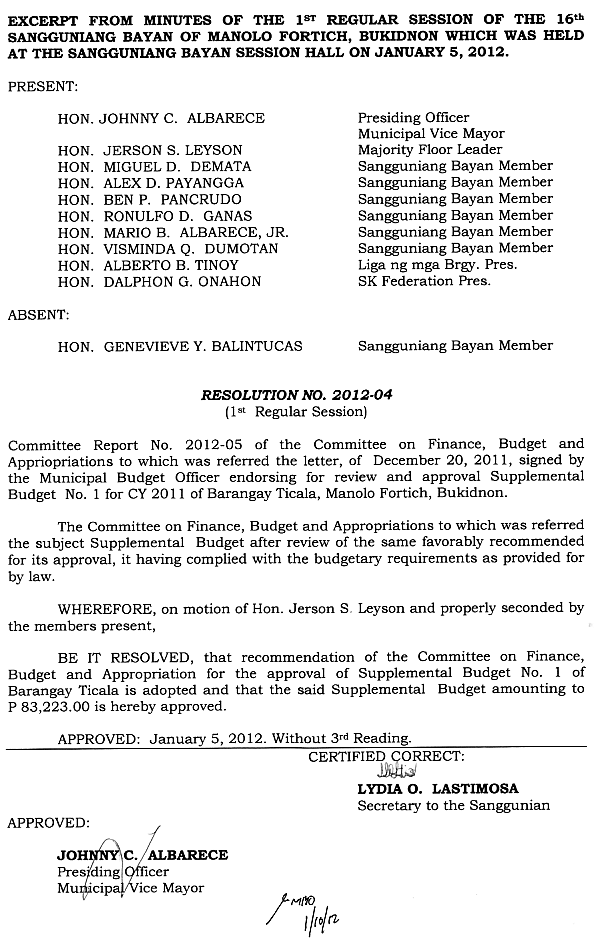 EXCERPT FROM MINUTES OF THE 1ST REGULAR SESSION OF THE 16th
SANGGUNIANG BAYAN OF MANOLO FORTICH, BUKIDNON WHICH WAS HELD
AT THE SANGGUNIANG BAYAN SESSION HALL ON JANUARY 5, 2012.
PRESENT:
HON. JOHNNY C. ALBARECE Presiding Officer
Municipal Vice Mayor
HON. JERSON S. LEYSON Majority Floor Leader
HON. MIGUEL D. DEMATA Sangguniang Bayan Member
HON. ALEX D. PAYANGGA Sangguniang Bayan Member
HON. BEN P. PANCRUDO Sangguniang Bayan Member
HON. RONULFO D. GANAS Sangguniang Bayan Member
HON. MARIO B. ALBARECE, JR. Sangguniang Bayan Member
HON. VISMINDA Q. DUMOTAN Sangguniang Bayan Member
HON. ALBERTO B. TINOY Liga ng mga Brgy. Pres.
HON. DALPHON G. ONAHON SK Federation Pres.
ABSENT:
HON. GENEVIEVE Y. BALINTUCAS Sangguniang Bayan Member
RESOLUTION NO. 2012-04
(1st Regular Session)
Committee Report No. 2012-05 of the Committee on Finance, Budget and
Appriopriations to which was referred the letter, of December 20, 2011, signed by
the Municipal Budget Officer endorsing for review and approval Supplemental
Budget No. 1 for CY 2011 of Barangay Ticala, Manolo Fortich, Bukidnon.
The Committee on Finance, Budget and Appropriations to which was referred
the subject Supplemental Budget after review of the same favorably recommended
for its approval, it having complied with the budgetary requirements as provided for
by law.
WHEREFORE, on motion of Hon. Jerson S. Leyson and properly seconded by
the members present,
BE IT RESOLVED, that recommendation of the Committee on Finance,
Budget and Appropriation for the approval of Supplemental Budget No. 1 of
Barangay Ticala is adopted and that the said Supplemental Budget amounting to
P 83,223.00 is hereby approved.
APPROVED: January 5, 2012. Without 3rd Reading.
CERTIFIED CORRECT:
LYDIA O. LASTIMOSA
Secretary to the Sanggunian
APPROVED:
JOHNNY C. ALBARECE
Presiding Officer
Municipal Vice Mayor
MBO
1/10/12